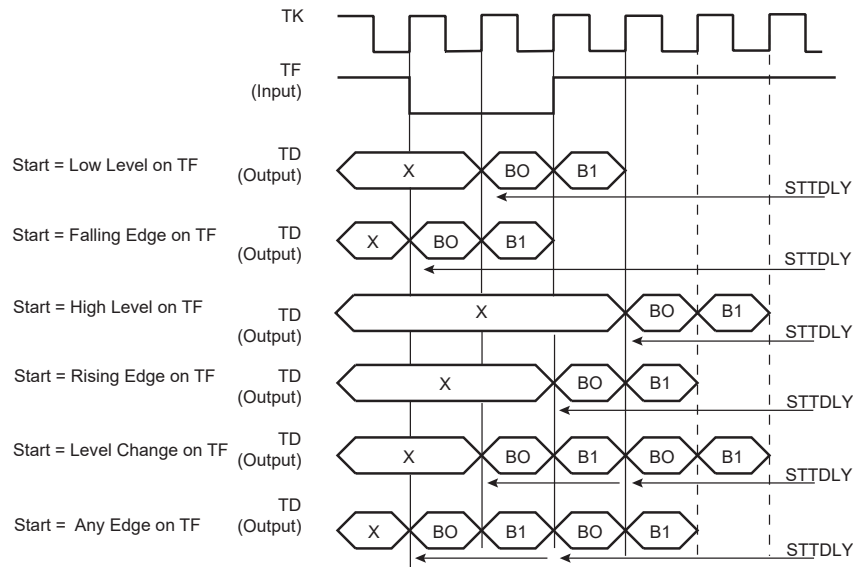 TK
TF
(Input)
Start = Low Level on TF
TD
(Output)
X
BO
B1
STTDLY
Start = Falling Edge on TF
TD
(Output)
X
BO
B1
STTDLY
Start = High Level on TF
TD
(Output)
X
BO
B1
STTDLY
Start = Rising Edge on TF
TD
(Output)
X
BO
B1
STTDLY
Start = Level Change on TF
TD
(Output)
X
BO
B1
BO
B1
STTDLY
Start = Any Edge on TF
TD
(Output)
X
BO
B1
BO
B1
STTDLY